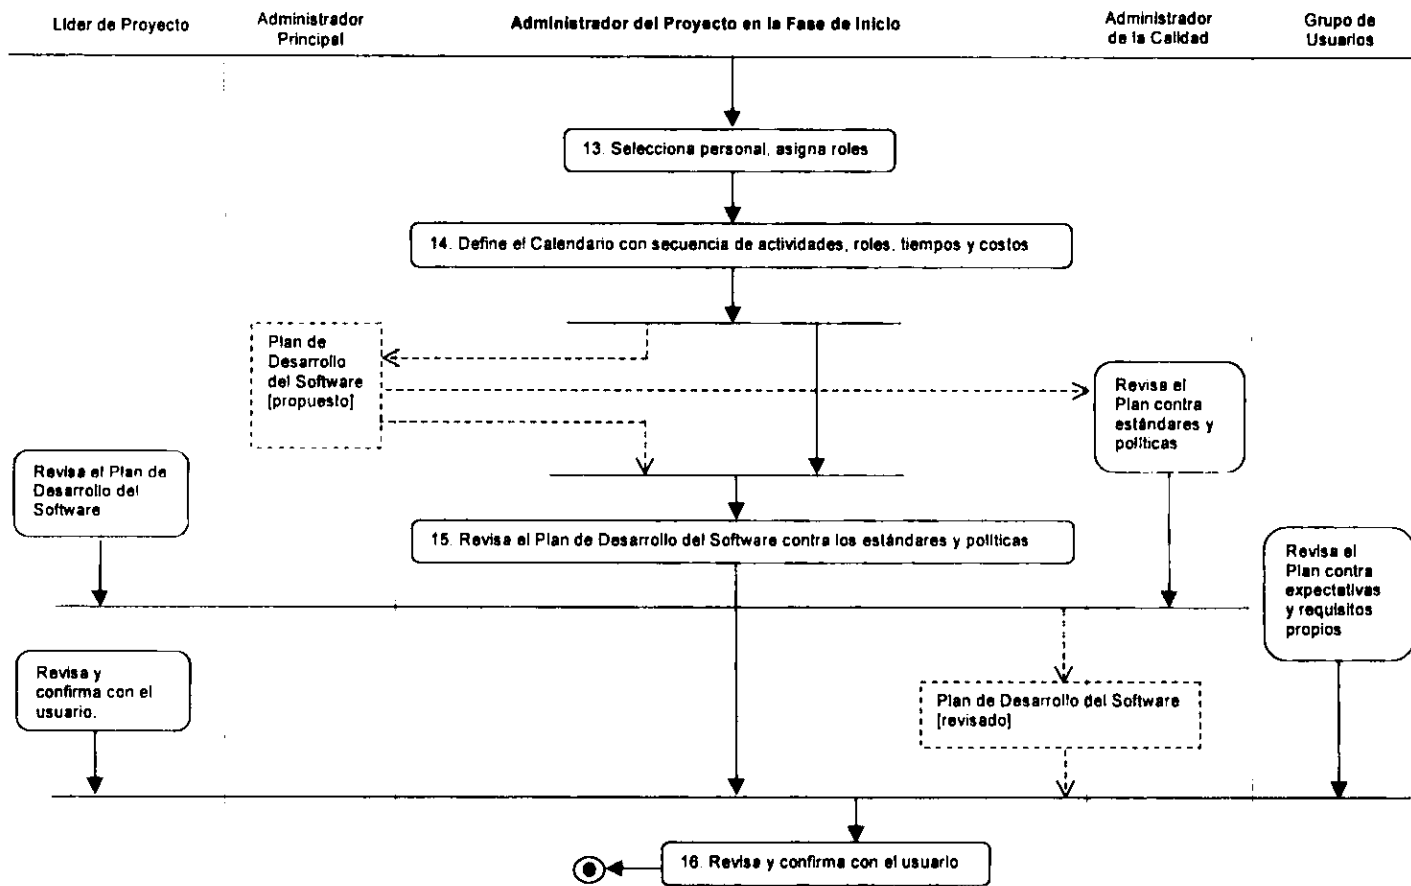 Líder de Proyecto
Administrador
Principal
Administrador del Proyecto en la Fase de Inicio
Administrador
de la Calidad
Grupo de
Usuarios
13. Selecciona personal, asigna roles
14. Define el Calendario con secuencia de actividades, roles, tiempos y costos
Plan de
Desarrollo
del Software
[propuesto]
Revisa el
Plan contra
estándares y
políticas
Revisa el Plan de
Desarrollo del
Software
15. Revisa el Plan de Desarrollo del Software contra los estándares y políticas
Revisa el
Plan contra
expectativas
y requisitos
propios
Revisa y
confirma con el
usuario.
Plan de Desarrollo del Software
[revisado]
16. Revisa y confirma con el usuario